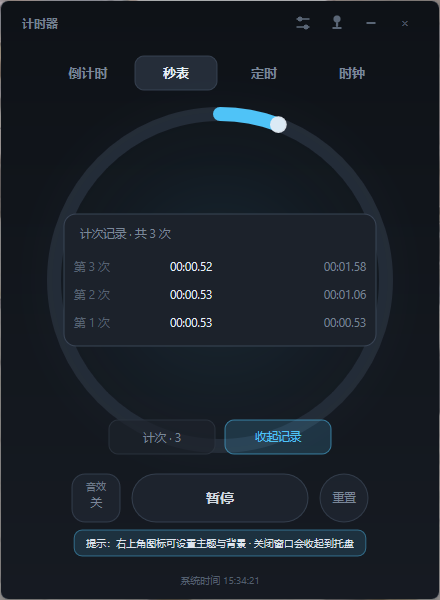 计时器
倒计时 秒表 定时 时钟
计次记录 · 共 3 次
第 3 次 00:00.52 00:01.58
第 2 次 00:00.53 00:01.06
第 1 次 00:00.53 00:00.53
计次 · 3 收起记录
音效
关
暂停
重置
提示：右上角图标可设置主题与背景 · 关闭窗口会收起到托盘
系统时间 15:34:21